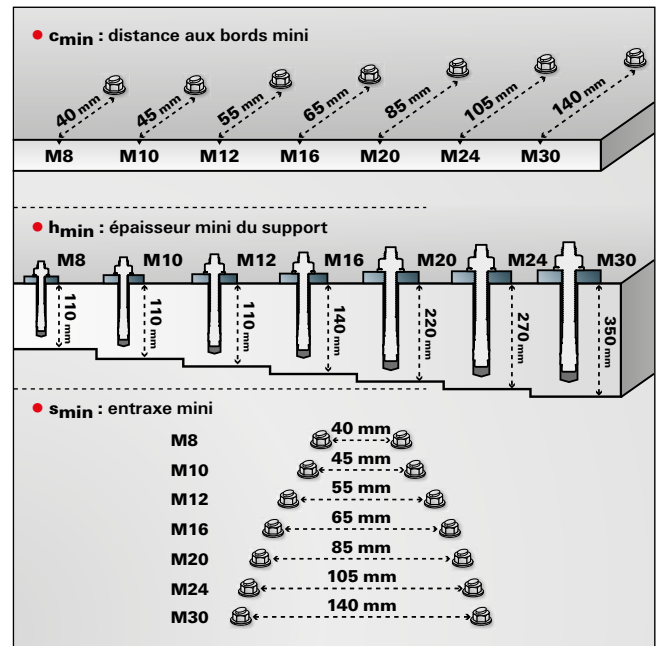 ● cmin : distance aux bords mini
40 mm 45 mm 55 mm 65 mm 85 mm 105 mm 140 mm
M8 M10 M12 M16 M20 M24 M30
● hmin : épaisseur mini du support
M8 M10 M12 M16 M20 M24 M30
110 mm 110 mm 110 mm 140 mm 220 mm 270 mm 350 mm
● smin : entraxe mini
M8 40 mm
M10 45 mm
M12 55 mm
M16 65 mm
M20 85 mm
M24 105 mm
M30 140 mm